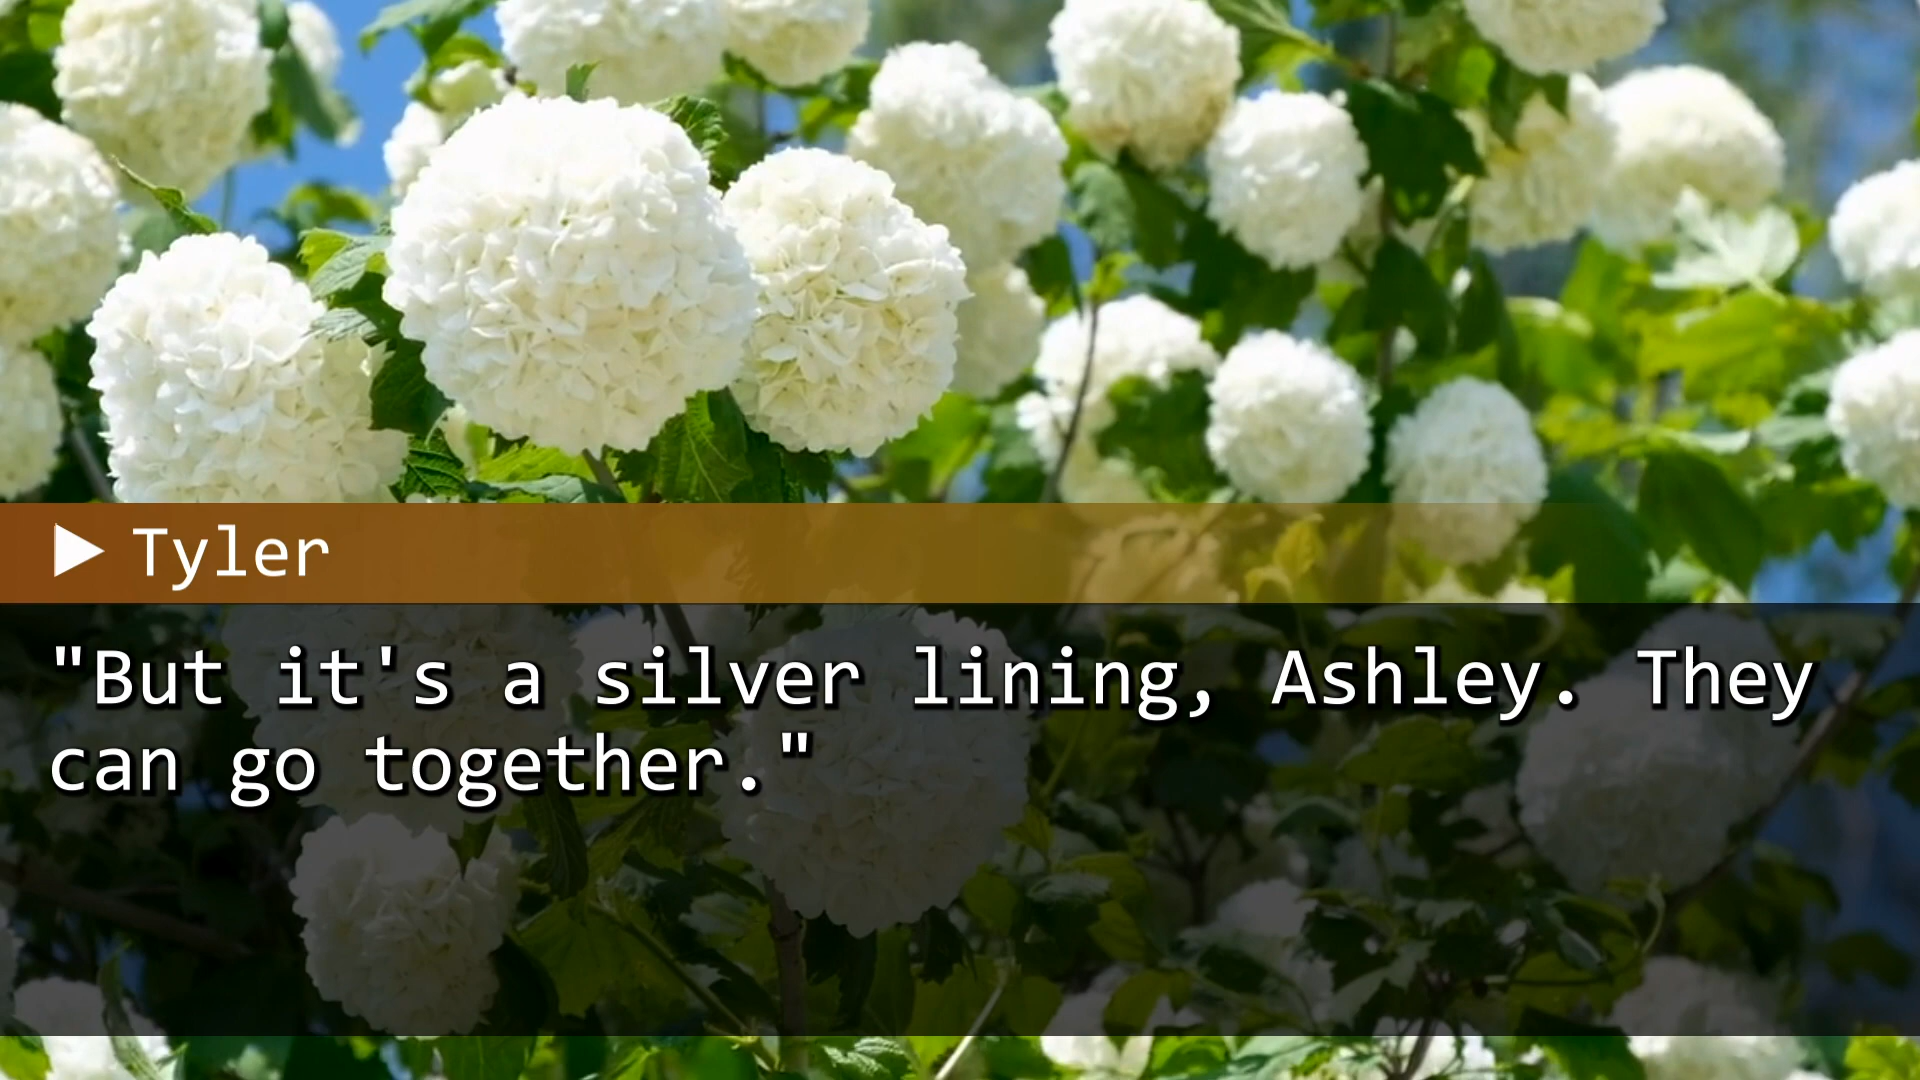 Tyler
"But it's a silver lining, Ashley. They
can go together."